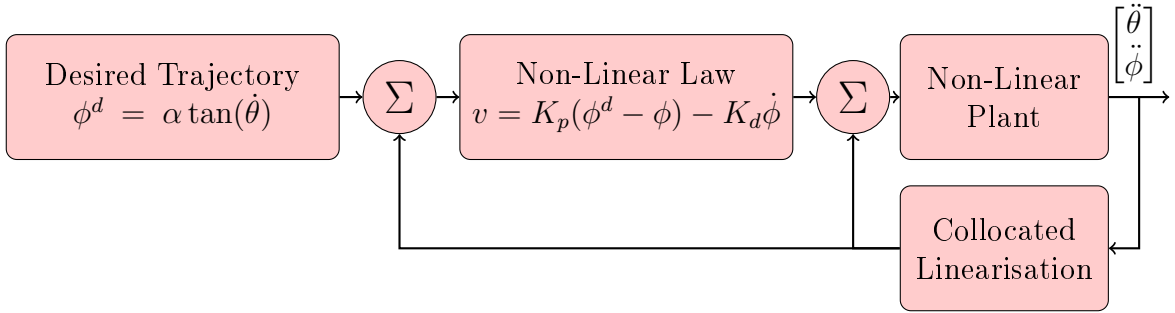 Desired Trajectory
ϕ^d = α tan(θ̇)
Σ
Non-Linear Law
v = K_p(ϕ^d − ϕ) − K_d ϕ̇
Σ
Non-Linear
Plant
[θ̈
ϕ̈]
Collocated
Linearisation